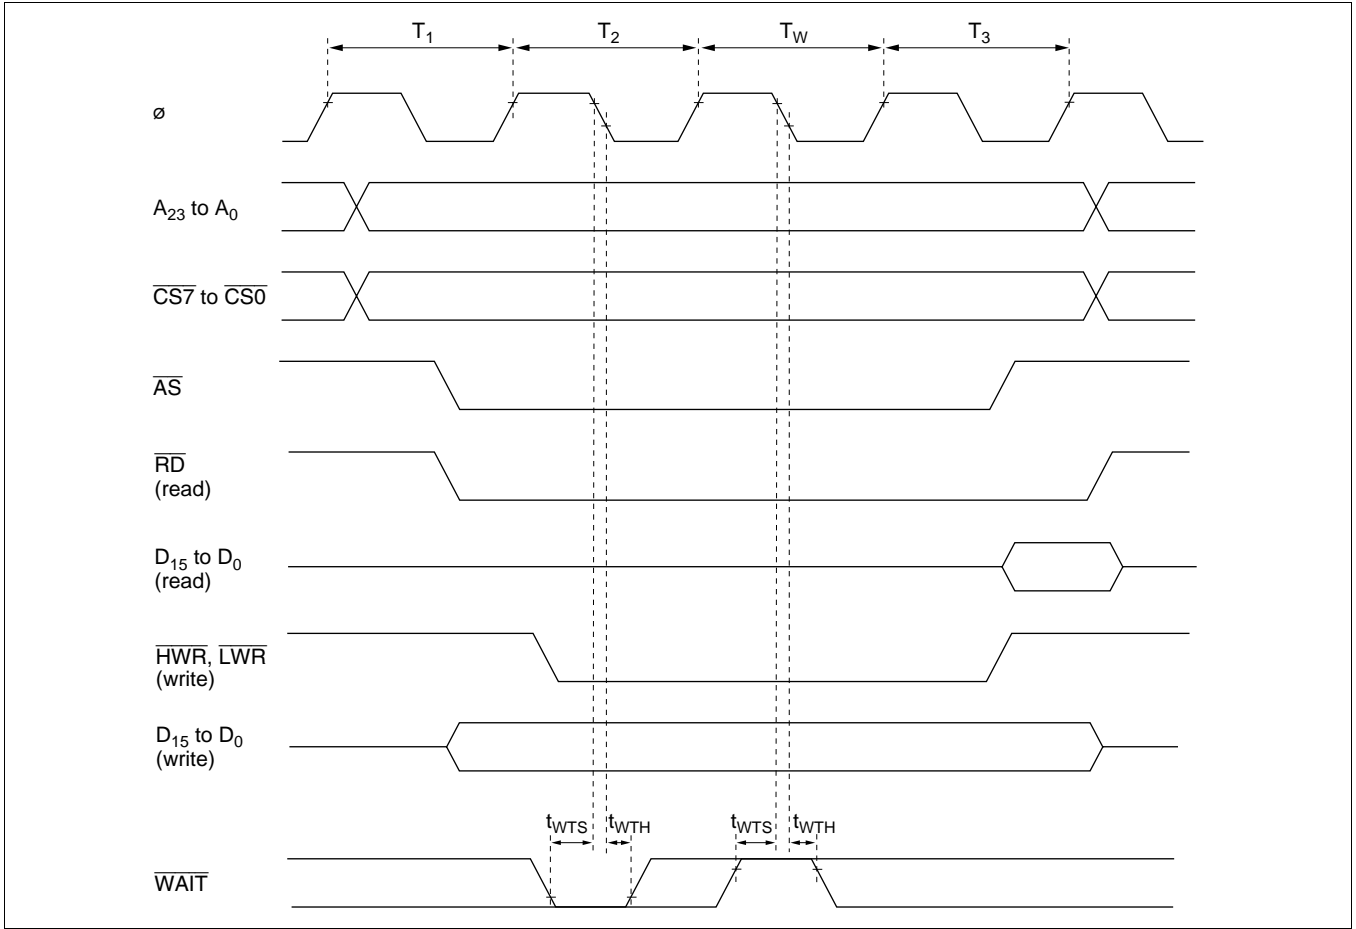 T1 T2 TW T3
ø
A23 to A0
CS7 to CS0
AS
RD
(read)
D15 to D0
(read)
HWR, LWR
(write)
D15 to D0
(write)
tWTS tWTH tWTS tWTH
WAIT